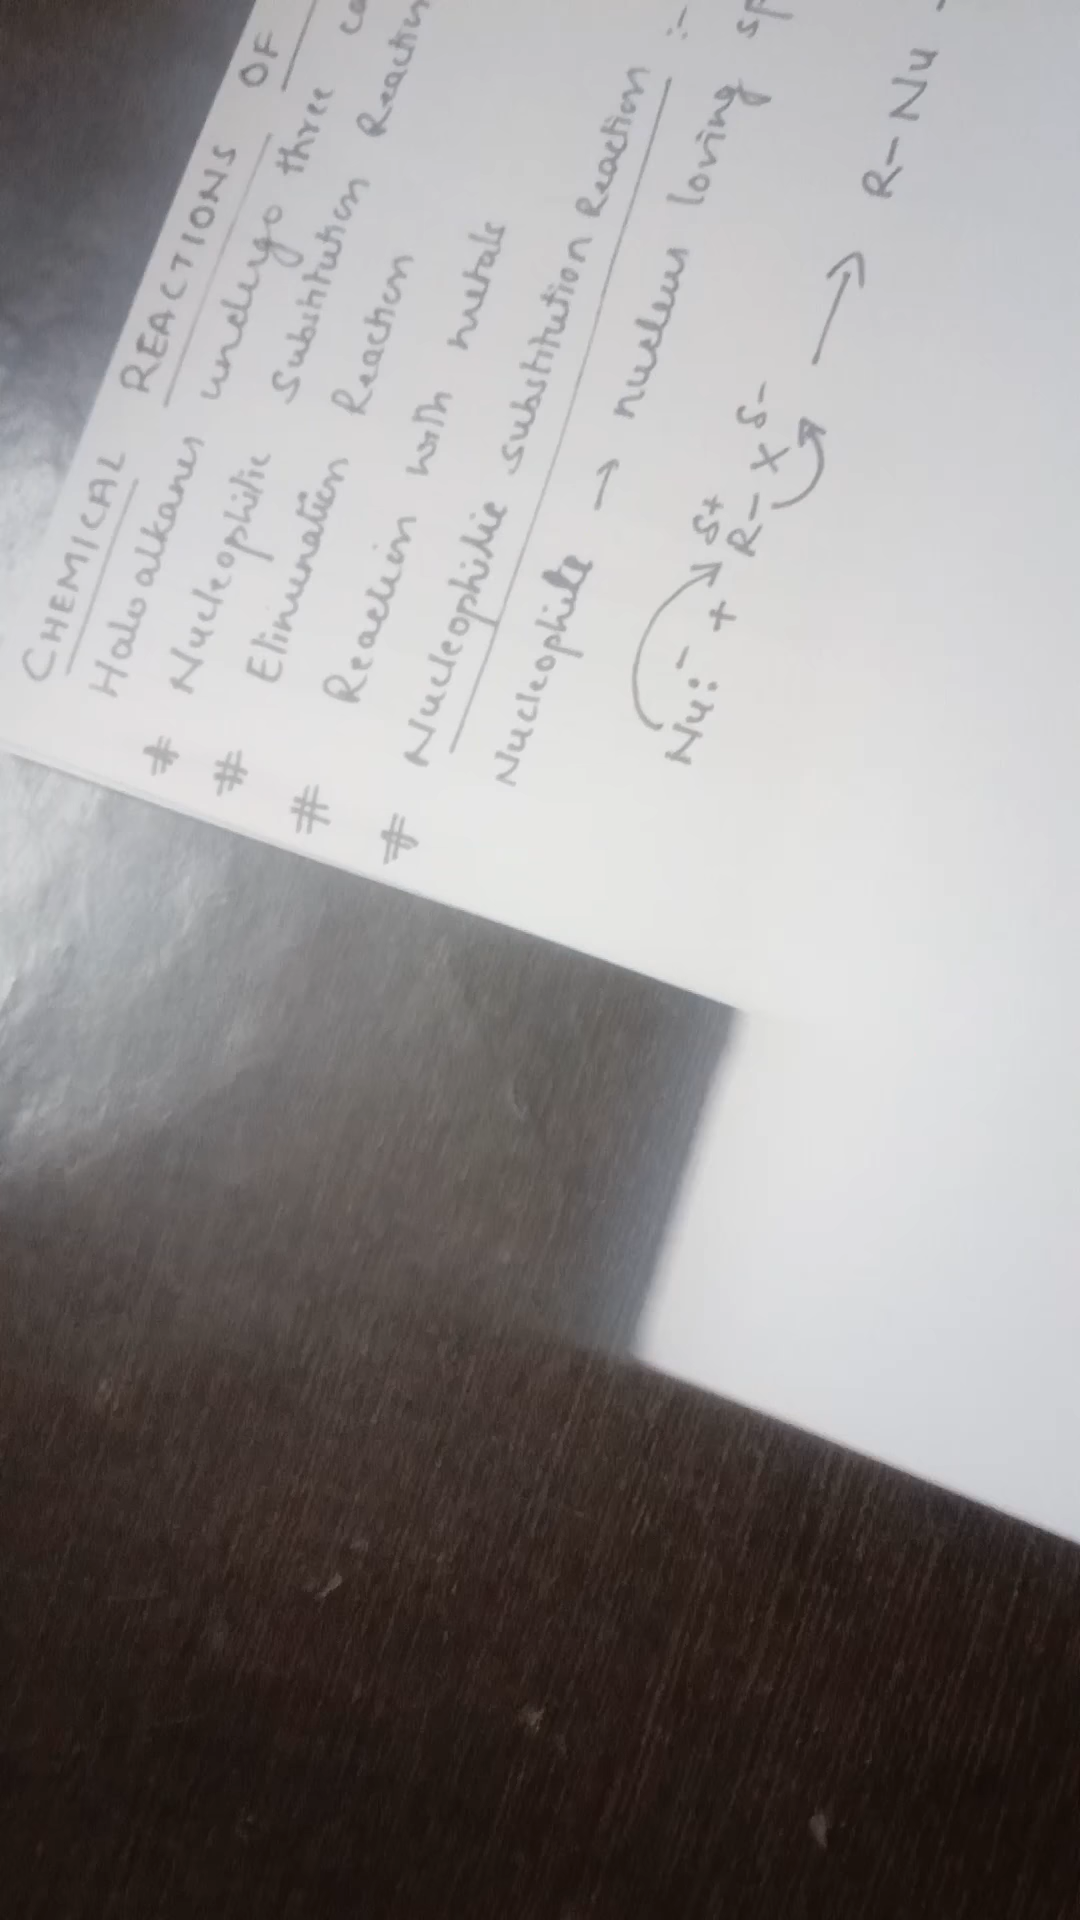 CHEMICAL REACTIONS OF
Haloalkanes undergo three
# Nucleophilic Substitution Reaction
# Elimination Reaction
# Reaction with metals
# Nucleophilic substitution Reaction :-
Nucleophile → nucleus loving
Nu:⁻ + R^δ+ - X^δ- → R-Nu